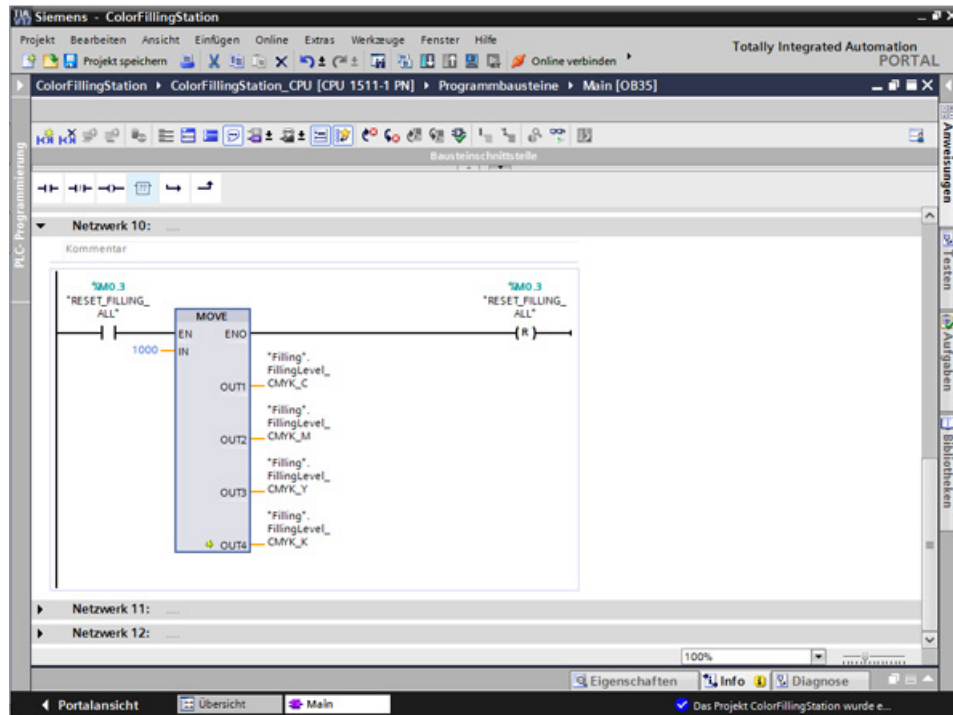 Siemens - ColorFillingStation
Projekt Bearbeiten Ansicht Einfügen Online Extras Werkzeuge Fenster Hilfe
Totally Integrated Automation
PORTAL
Projekt speichern
Online verbinden
ColorFillingStation ColorFillingStation_CPU [CPU 1511-1 PN] Programmbausteine Main [OB35]
Bausteinschnittstelle
PLC-Programmierung
Anweisungen
Testen
Aufgaben
Bibliotheken
Netzwerk 10: .....
Kommentar
%M0.3
"RESET_FILLING_
ALL"
MOVE
EN ENO
1000 IN
OUT1
"Filling".
FillingLevel_
CMYK_C
OUT2
"Filling".
FillingLevel_
CMYK_M
OUT3
"Filling".
FillingLevel_
CMYK_Y
OUT4
"Filling".
FillingLevel_
CMYK_K
%M0.3
"RESET_FILLING_
ALL"
R
Netzwerk 11: .....
Netzwerk 12: .....
100%
Eigenschaften Info Diagnose
Portalansicht Übersicht Main Das Projekt ColorFillingStation wurde e...